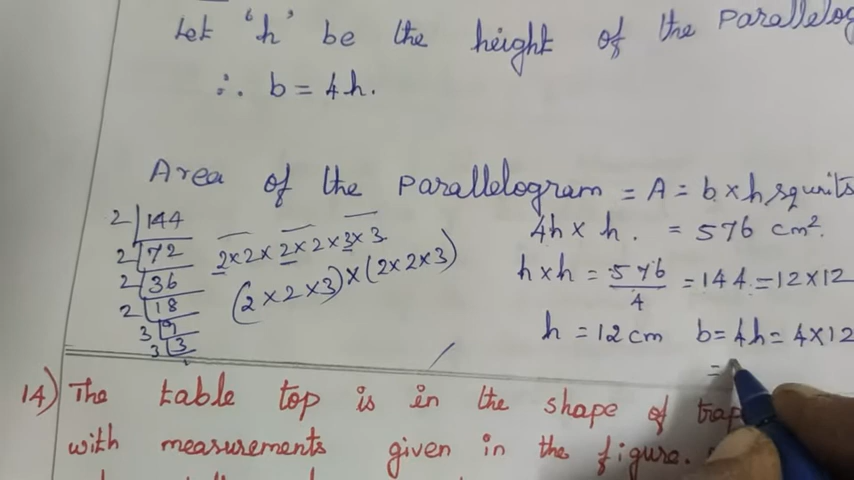 Let 'h' be the height of the Parallelog
∴ b = 4h.
Area of the Parallelogram = A = b x h squnits
4h x h. = 576 cm².
h x h = 576/4 = 144 = 12 x 12
h = 12 cm b = 4h = 4 x 12
=
2 | 144
2 | 72
2 | 36
2 | 18
3 | 9
3 | 3
1
2 x 2 x 2 x 2 x 3 x 3
(2 x 2 x 3) x (2 x 2 x 3)
14) The table top is in the shape of trap
with measurements given in the figure.